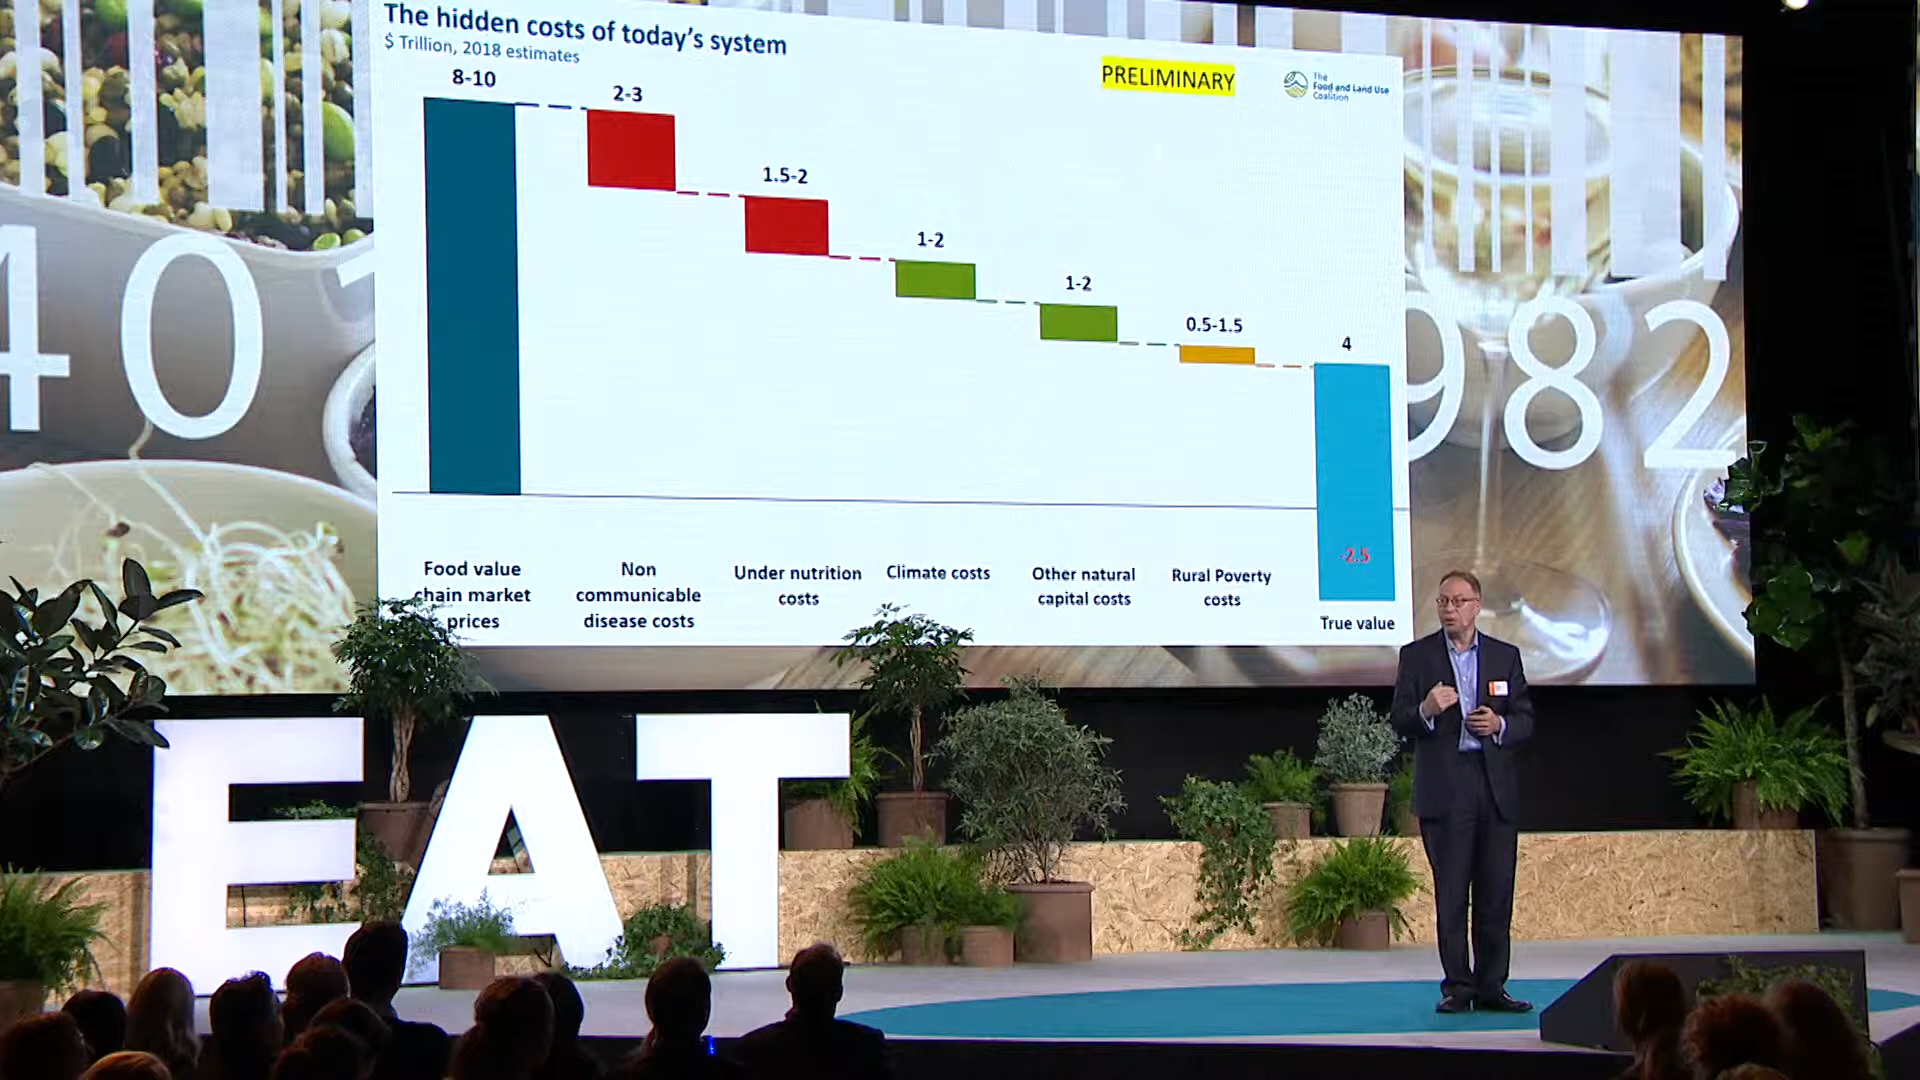 The hidden costs of today's system
$ Trillion, 2018 estimates
PRELIMINARY
The
Food and Land Use
Coalition
8-10
2-3
1.5-2
1-2
1-2
0.5-1.5
4
-2.5
Food value
chain market
prices
Non
communicable
disease costs
Under nutrition
costs
Climate costs
Other natural
capital costs
Rural Poverty
costs
True value
40
982
EAT